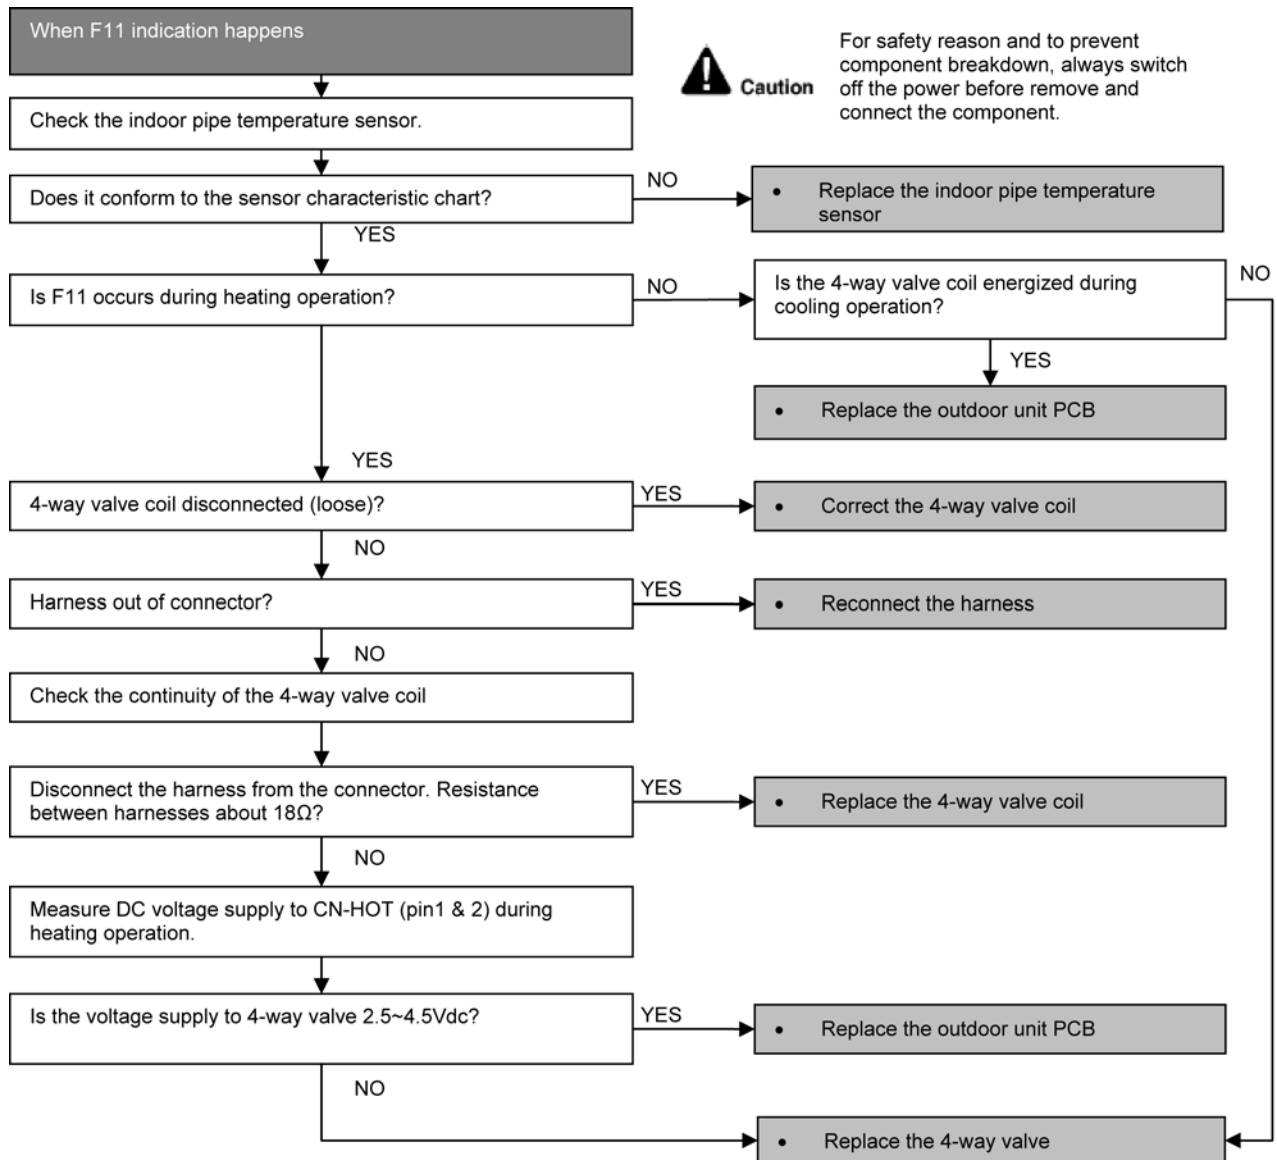 When F11 indication happens
Caution
For safety reason and to prevent
component breakdown, always switch
off the power before remove and
connect the component.
Check the indoor pipe temperature sensor.
Does it conform to the sensor characteristic chart?
NO
• Replace the indoor pipe temperature
sensor
YES
Is F11 occurs during heating operation?
NO
Is the 4-way valve coil energized during
cooling operation?
NO
YES
• Replace the outdoor unit PCB
YES
4-way valve coil disconnected (loose)?
YES
• Correct the 4-way valve coil
NO
Harness out of connector?
YES
• Reconnect the harness
NO
Check the continuity of the 4-way valve coil
Disconnect the harness from the connector. Resistance
between harnesses about 18Ω?
YES
• Replace the 4-way valve coil
NO
Measure DC voltage supply to CN-HOT (pin1 & 2) during
heating operation.
Is the voltage supply to 4-way valve 2.5~4.5Vdc?
YES
• Replace the outdoor unit PCB
NO
• Replace the 4-way valve